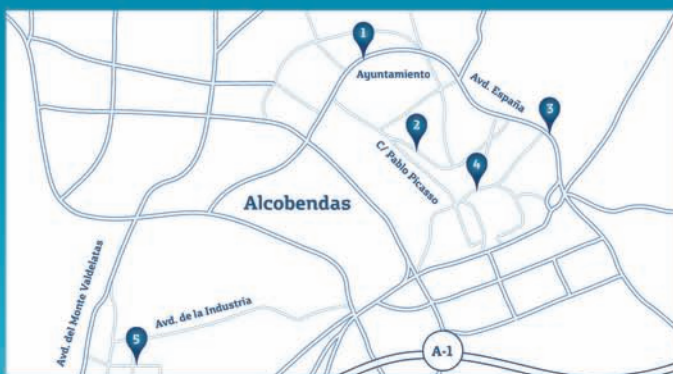 1
Ayuntamiento
Avd. España
3
2
C/ Pablo Picasso
4
Alcobendas
Avd. del Monte Valdelatas
Avd. de la Industria
5
A-1